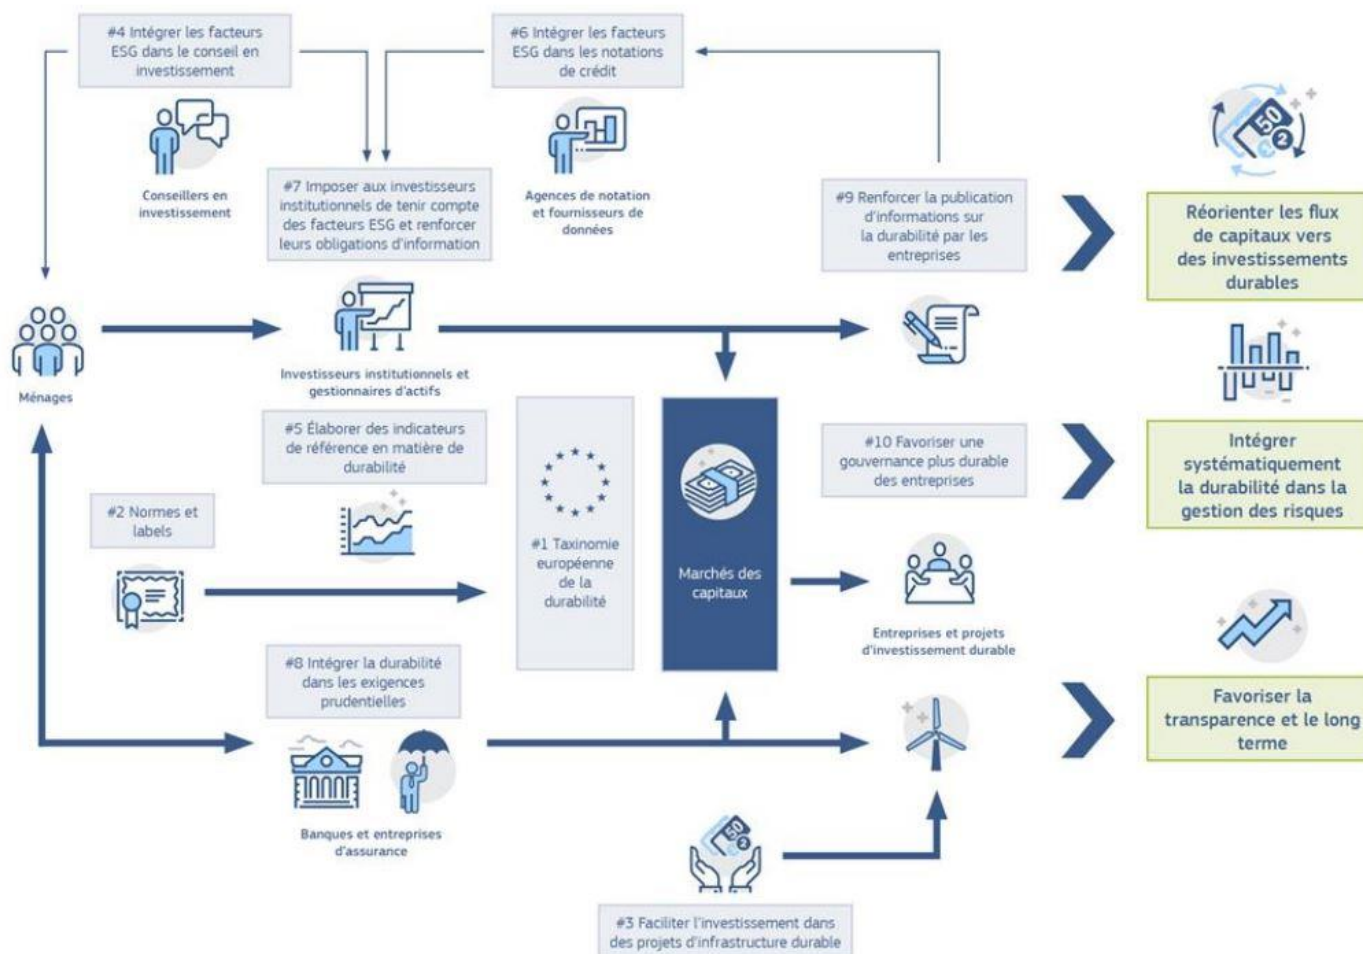 #4 Intégrer les facteurs
ESG dans le conseil en
investissement
Conseillers en
investissement
#6 Intégrer les facteurs
ESG dans les notations
de crédit
Agences de notation
et fournisseurs de
données
#7 Imposer aux investisseurs
institutionnels de tenir compte
des facteurs ESG et renforcer
leurs obligations d'information
#9 Renforcer la publication
d'informations sur
la durabilité par les
entreprises
50
2
Réorienter les flux
de capitaux vers
des investissements
durables
Ménages
Investisseurs institutionnels et
gestionnaires d'actifs
#5 Élaborer des indicateurs
de référence en matière de
durabilité
#2 Normes et
labels
#1 Taxinomie
européenne
de la
durabilité
Marchés des
capitaux
#10 Favoriser une
gouvernance plus durable
des entreprises
Intégrer
systématiquement
la durabilité dans la
gestion des risques
Entreprises et projets
d'investissement durable
#8 Intégrer la durabilité
dans les exigences
prudentielles
Banques et entreprises
d'assurance
Favoriser la
transparence et le long
terme
50
2
#3 Faciliter l'investissement dans
des projets d'infrastructure durable